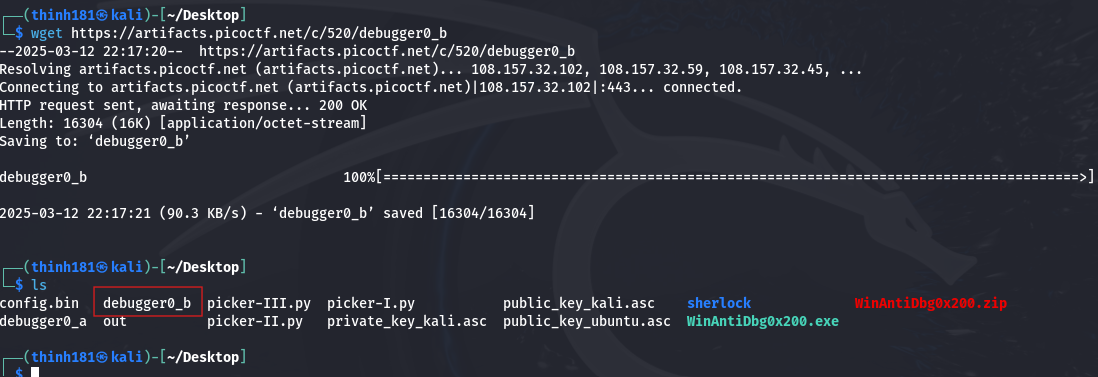 ┌──(thinh181㉿kali)-[~/Desktop]
└─$ wget https://artifacts.picoctf.net/c/520/debugger0_b
--2025-03-12 22:17:20--  https://artifacts.picoctf.net/c/520/debugger0_b
Resolving artifacts.picoctf.net (artifacts.picoctf.net)... 108.157.32.102, 108.157.32.59, 108.157.32.45, ...
Connecting to artifacts.picoctf.net (artifacts.picoctf.net)|108.157.32.102|:443... connected.
HTTP request sent, awaiting response... 200 OK
Length: 16304 (16K) [application/octet-stream]
Saving to: ‘debugger0_b’
debugger0_b 100%[=======================================================================================>]
2025-03-12 22:17:21 (90.3 KB/s) - ‘debugger0_b’ saved [16304/16304]
┌──(thinh181㉿kali)-[~/Desktop]
└─$ ls
config.bin debugger0_b picker-III.py picker-I.py public_key_kali.asc sherlock WinAntiDbg0x200.zip
debugger0_a out picker-II.py private_key_kali.asc public_key_ubuntu.asc WinAntiDbg0x200.exe
┌──(thinh181㉿kali)-[~/Desktop]
└─$